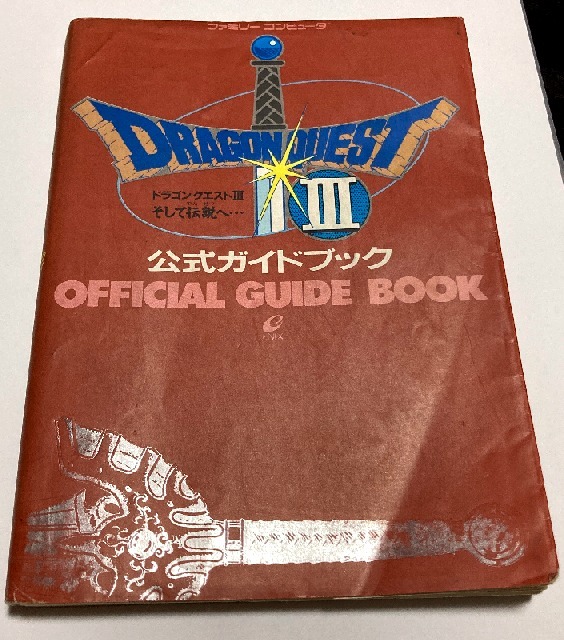 ファミリーコンピュータ
DRAGON QUEST
III
ドラゴンクエストIII
そして伝説へ…
公式ガイドブック
OFFICIAL GUIDE BOOK